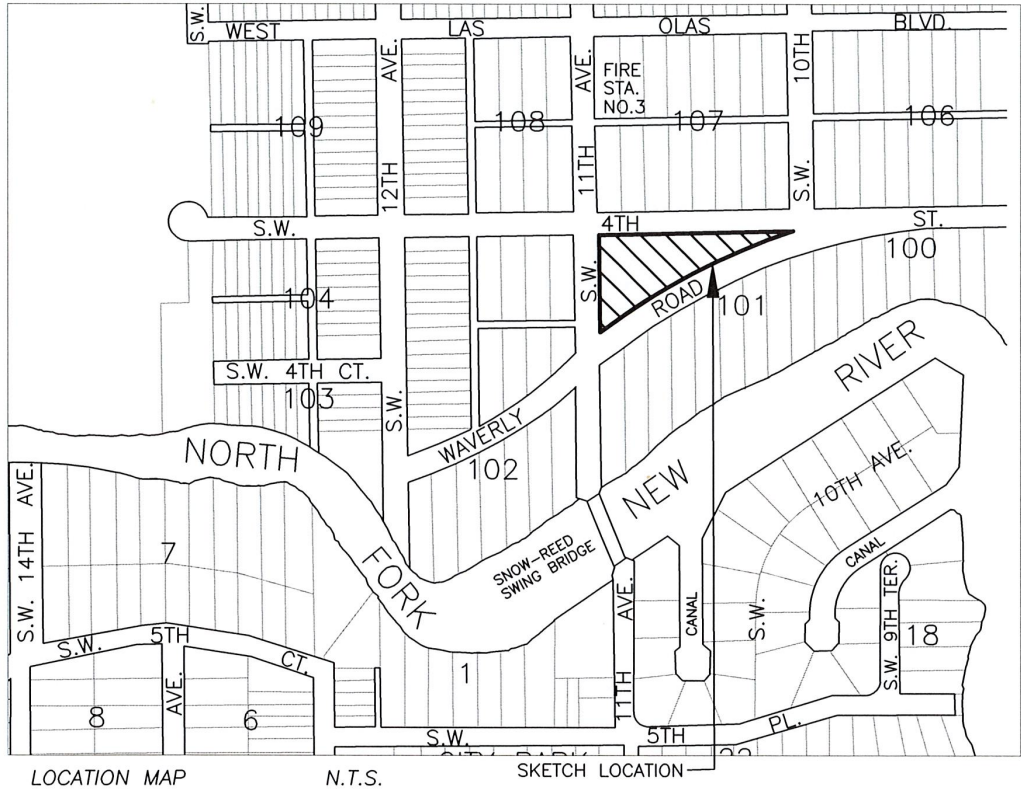 S.W.
WEST
LAS
OLAS
BLVD.
AVE.
AVE.
10TH
FIRE
STA.
NO.3
109
108
107
106
12TH
11TH
S.W.
S.W.
4TH
ST.
100
S.W.
ROAD
101
104
RIVER
S.W. 4TH CT.
103
S.W.
WAVERLY
102
NORTH
NEW
10TH AVE.
S.W. 14TH AVE.
7
FORK
SNOW-REED
SWING BRIDGE
CANAL
CANAL
S.W.
S.W. 9TH TER.
18
S.W.
5TH
CT.
AVE.
11TH
AVE.
1
8
6
PL.
S.W.
5TH
CITY PARK
LOCATION MAP
N.T.S.
SKETCH LOCATION